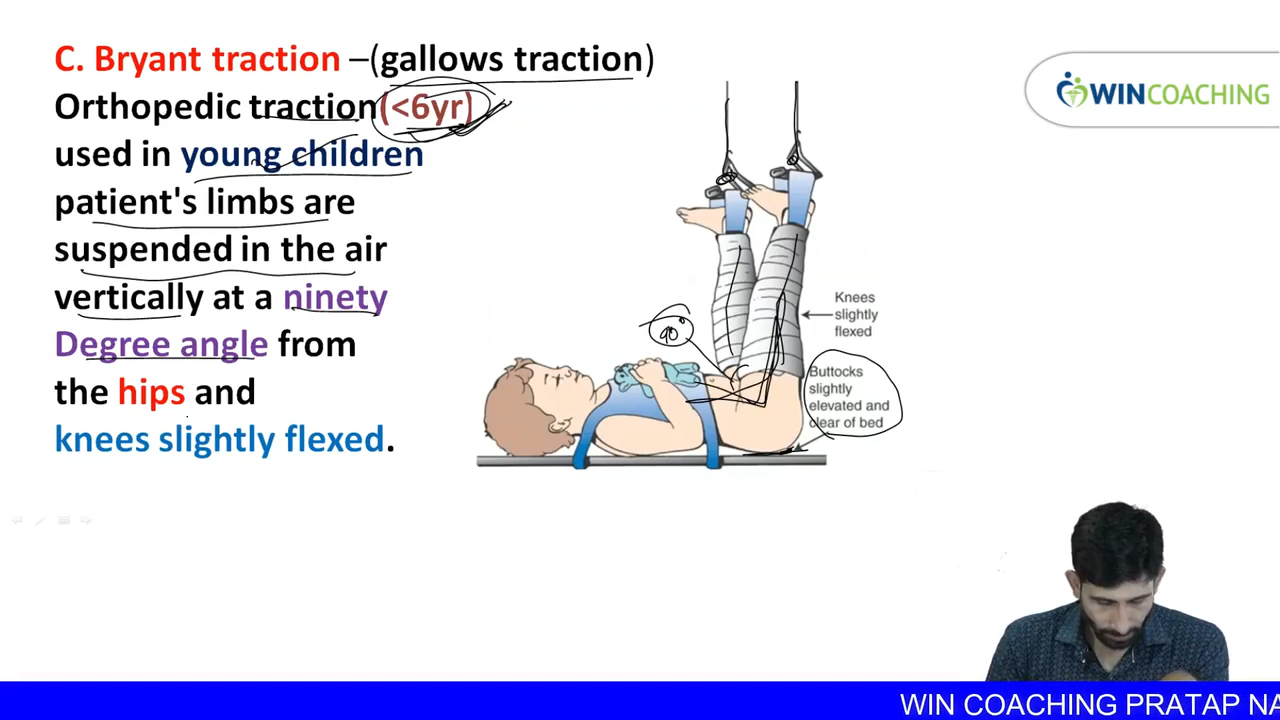 C. Bryant traction –(gallows traction)
Orthopedic traction(<6yr)
used in young children
patient's limbs are
suspended in the air
vertically at a ninety
Degree angle from
the hips and
knees slightly flexed.
WINCOACHING
90°
Knees
slightly
flexed
Buttocks
slightly
elevated and
clear of bed
WIN COACHING PRATAP NA